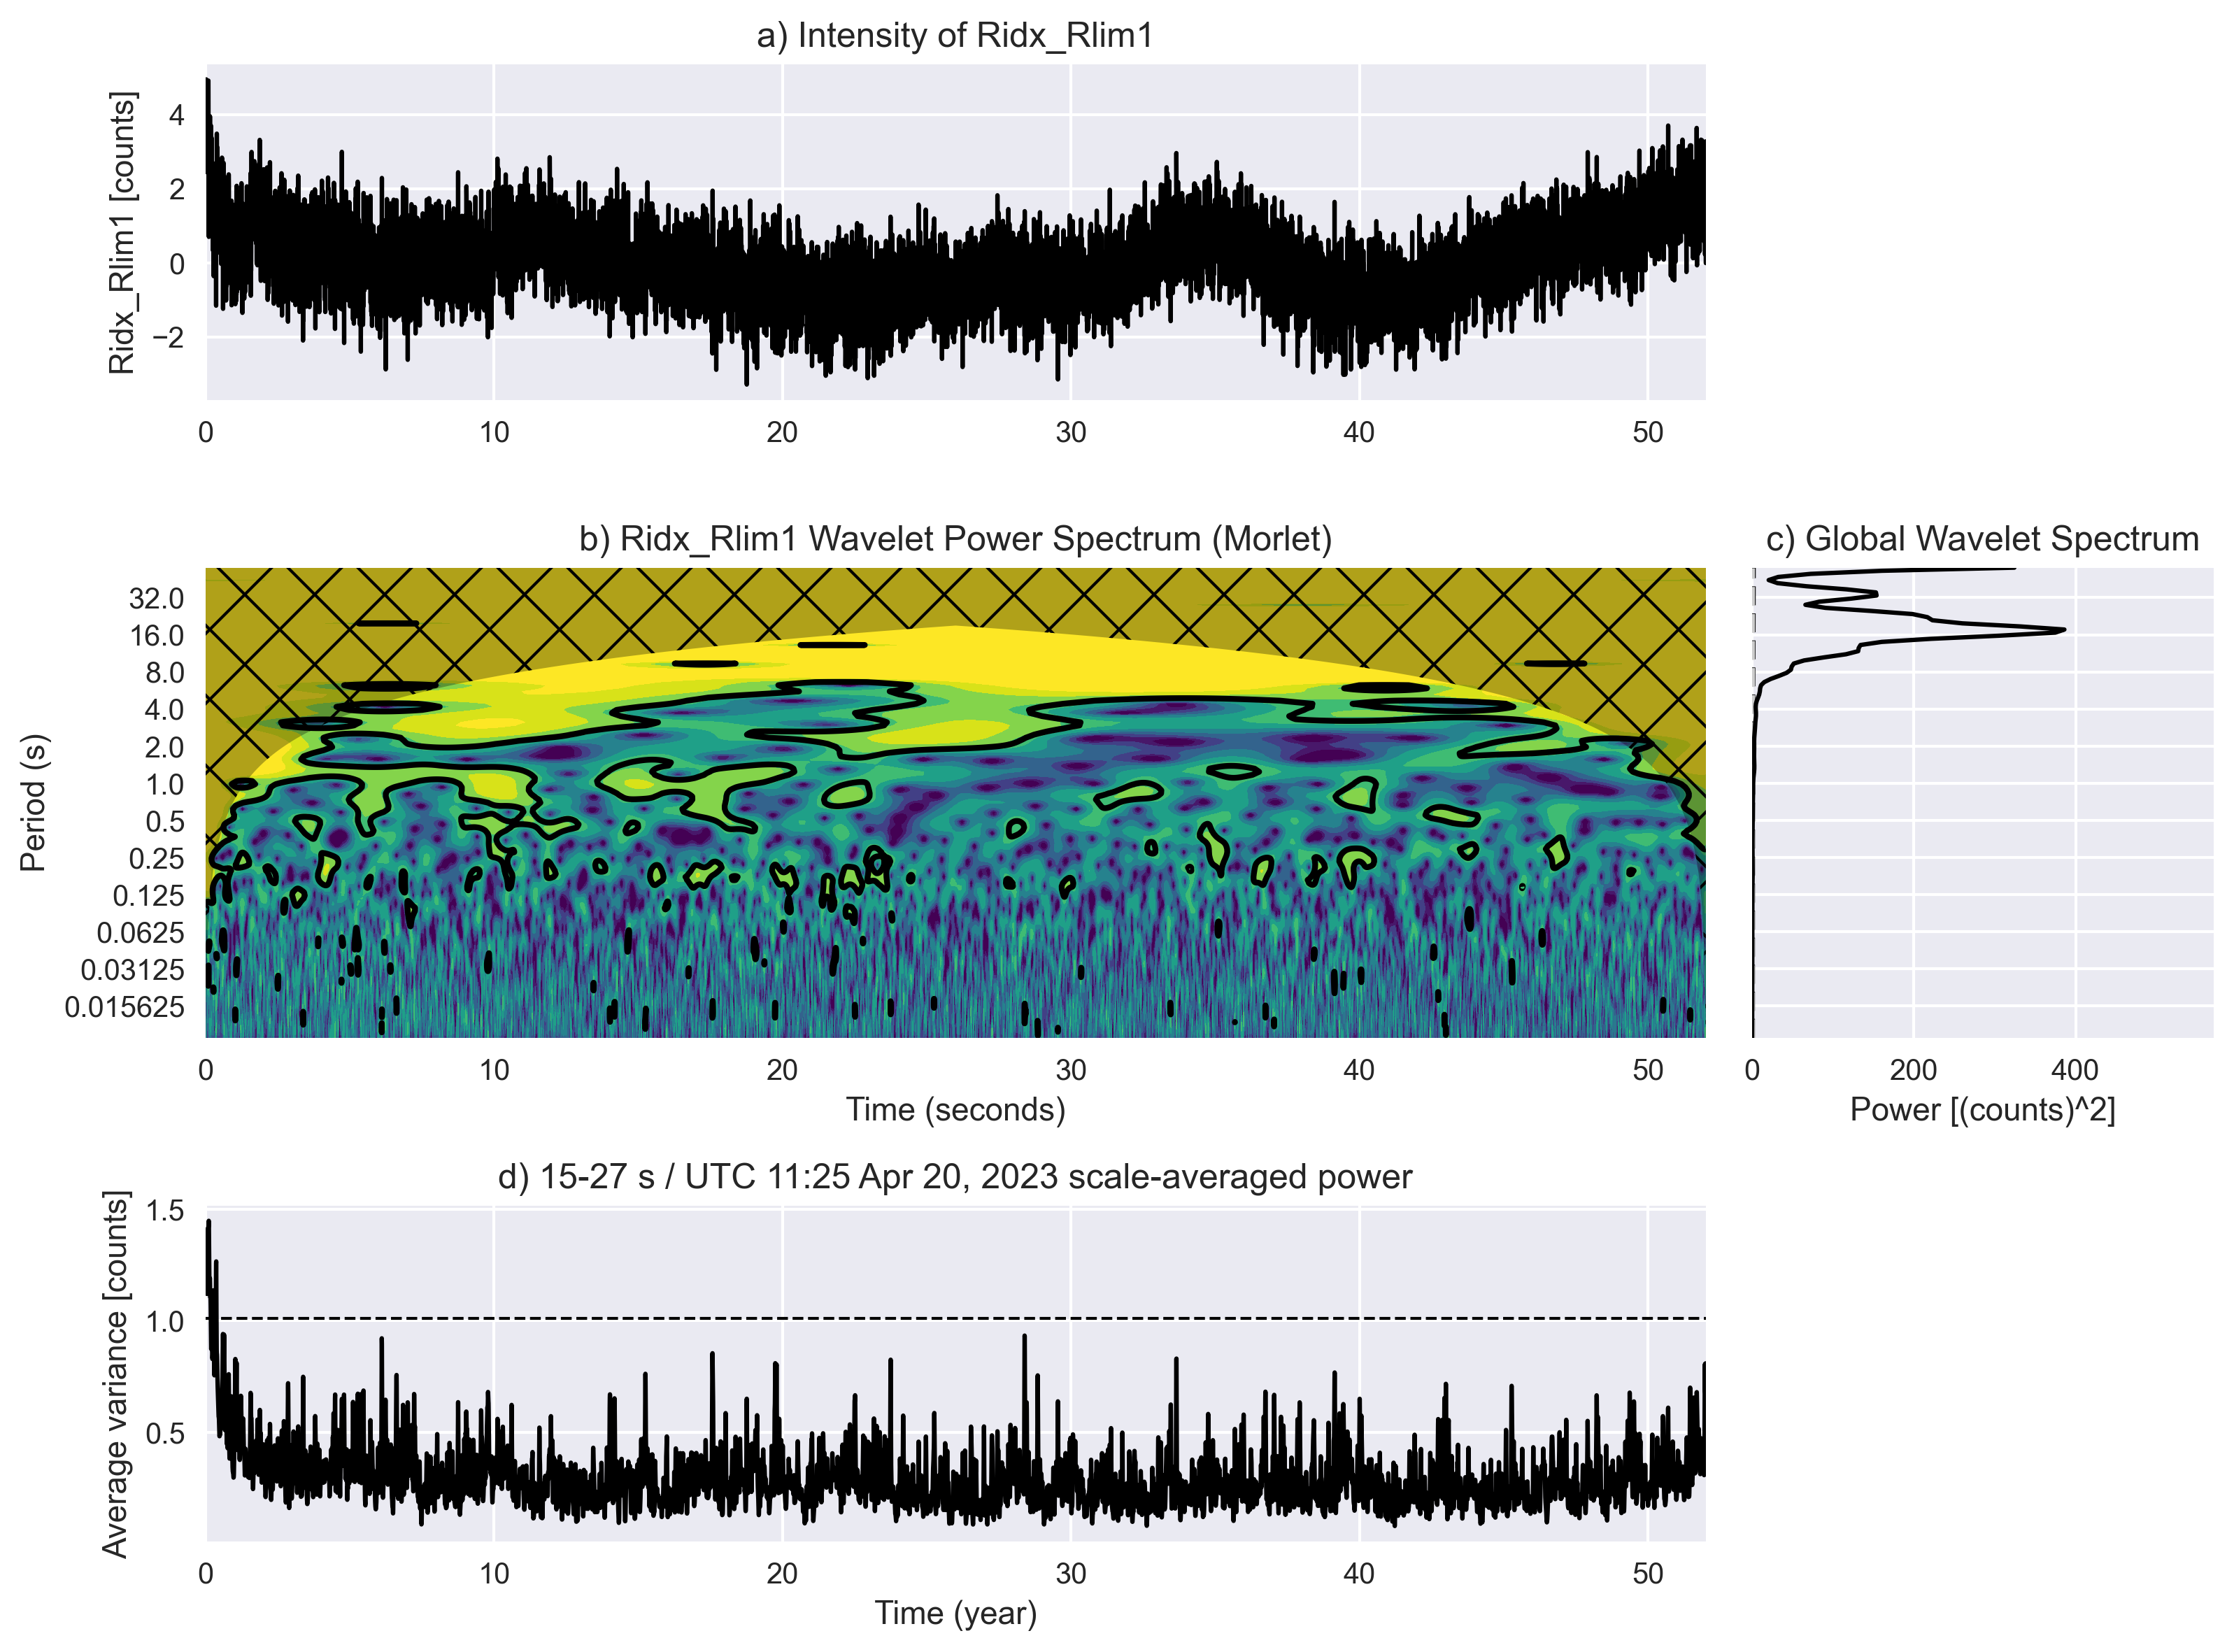 a) Intensity of Ridx_Rlim1
Ridx_Rlim1 [counts]
4
2
0
−2
0 10 20 30 40 50
b) Ridx_Rlim1 Wavelet Power Spectrum (Morlet)
Period (s)
32.0
16.0
8.0
4.0
2.0
1.0
0.5
0.25
0.125
0.0625
0.03125
0.015625
0 10 20 30 40 50
Time (seconds)
c) Global Wavelet Spectrum
0 200 400
Power [(counts)^2]
d) 15-27 s / UTC 11:25 Apr 20, 2023 scale-averaged power
Average variance [counts]
1.5
1.0
0.5
0 10 20 30 40 50
Time (year)